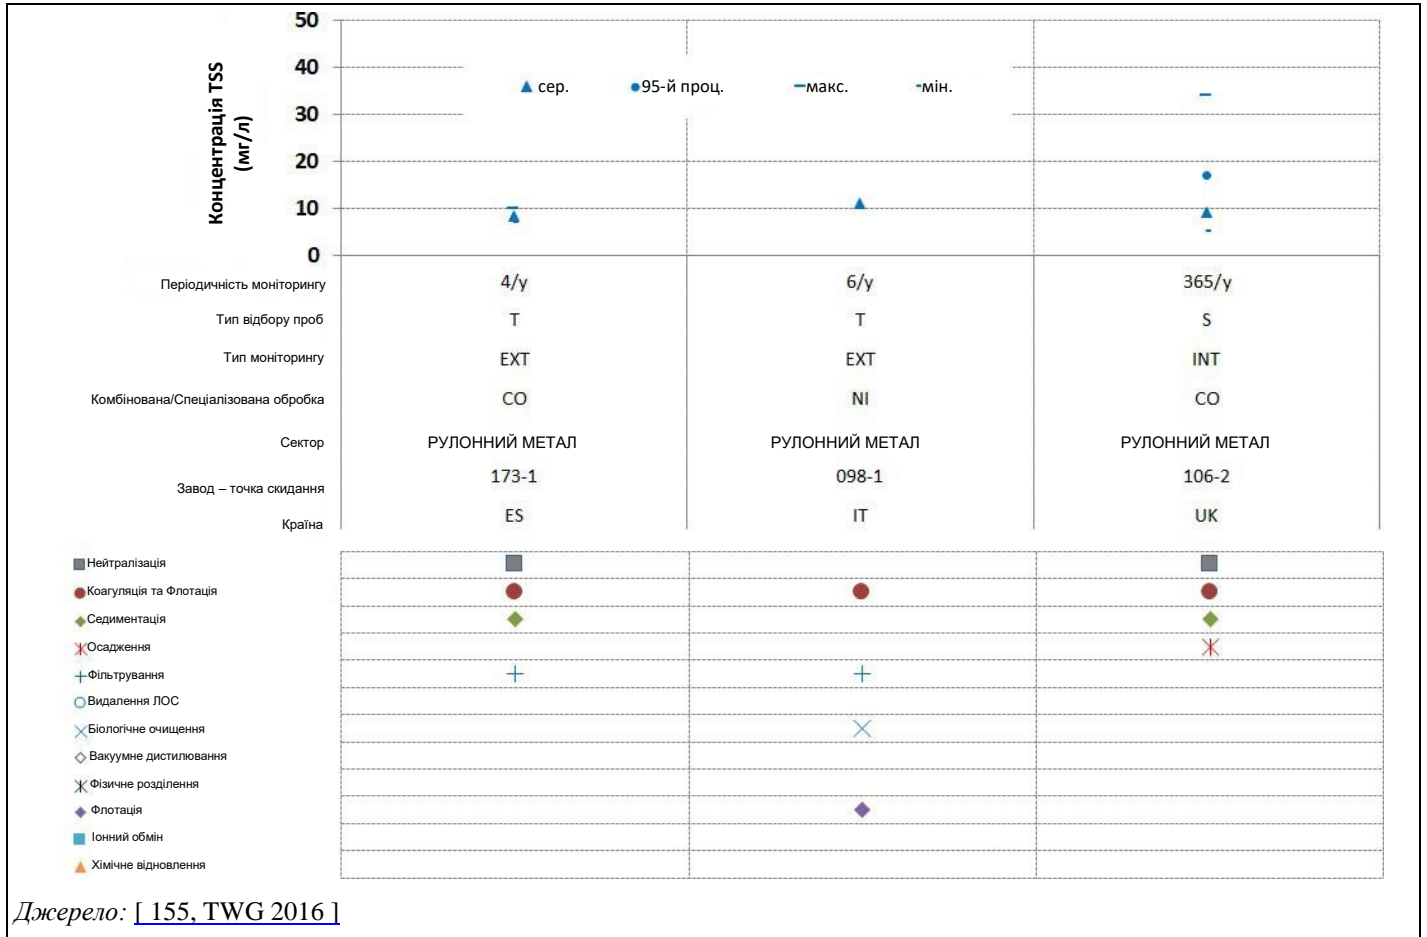 50
40
30
20
10
0
Концентрація TSS
(мг/л)
сер. 95-й проц. макс. мін.
Періодичність моніторингу 4/y 6/y 365/y
Тип відбору проб T T S
Тип моніторингу EXT EXT INT
Комбінована/Спеціалізована обробка CO NI CO
Сектор РУЛОННИЙ МЕТАЛ РУЛОННИЙ МЕТАЛ РУЛОННИЙ МЕТАЛ
Завод – точка скидання 173-1 098-1 106-2
Країна ES IT UK
Нейтралізація
Коагуляція та Флотація
Седиментація
Осадження
Фільтрування
Видалення ЛОС
Біологічне очищення
Вакуумне дистилювання
Фізичне розділення
Флотація
Іонний обмін
Хімічне відновлення
Джерело: [ 155, TWG 2016 ]